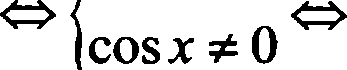 ⇔ { cos x ≠ 0 ⇔